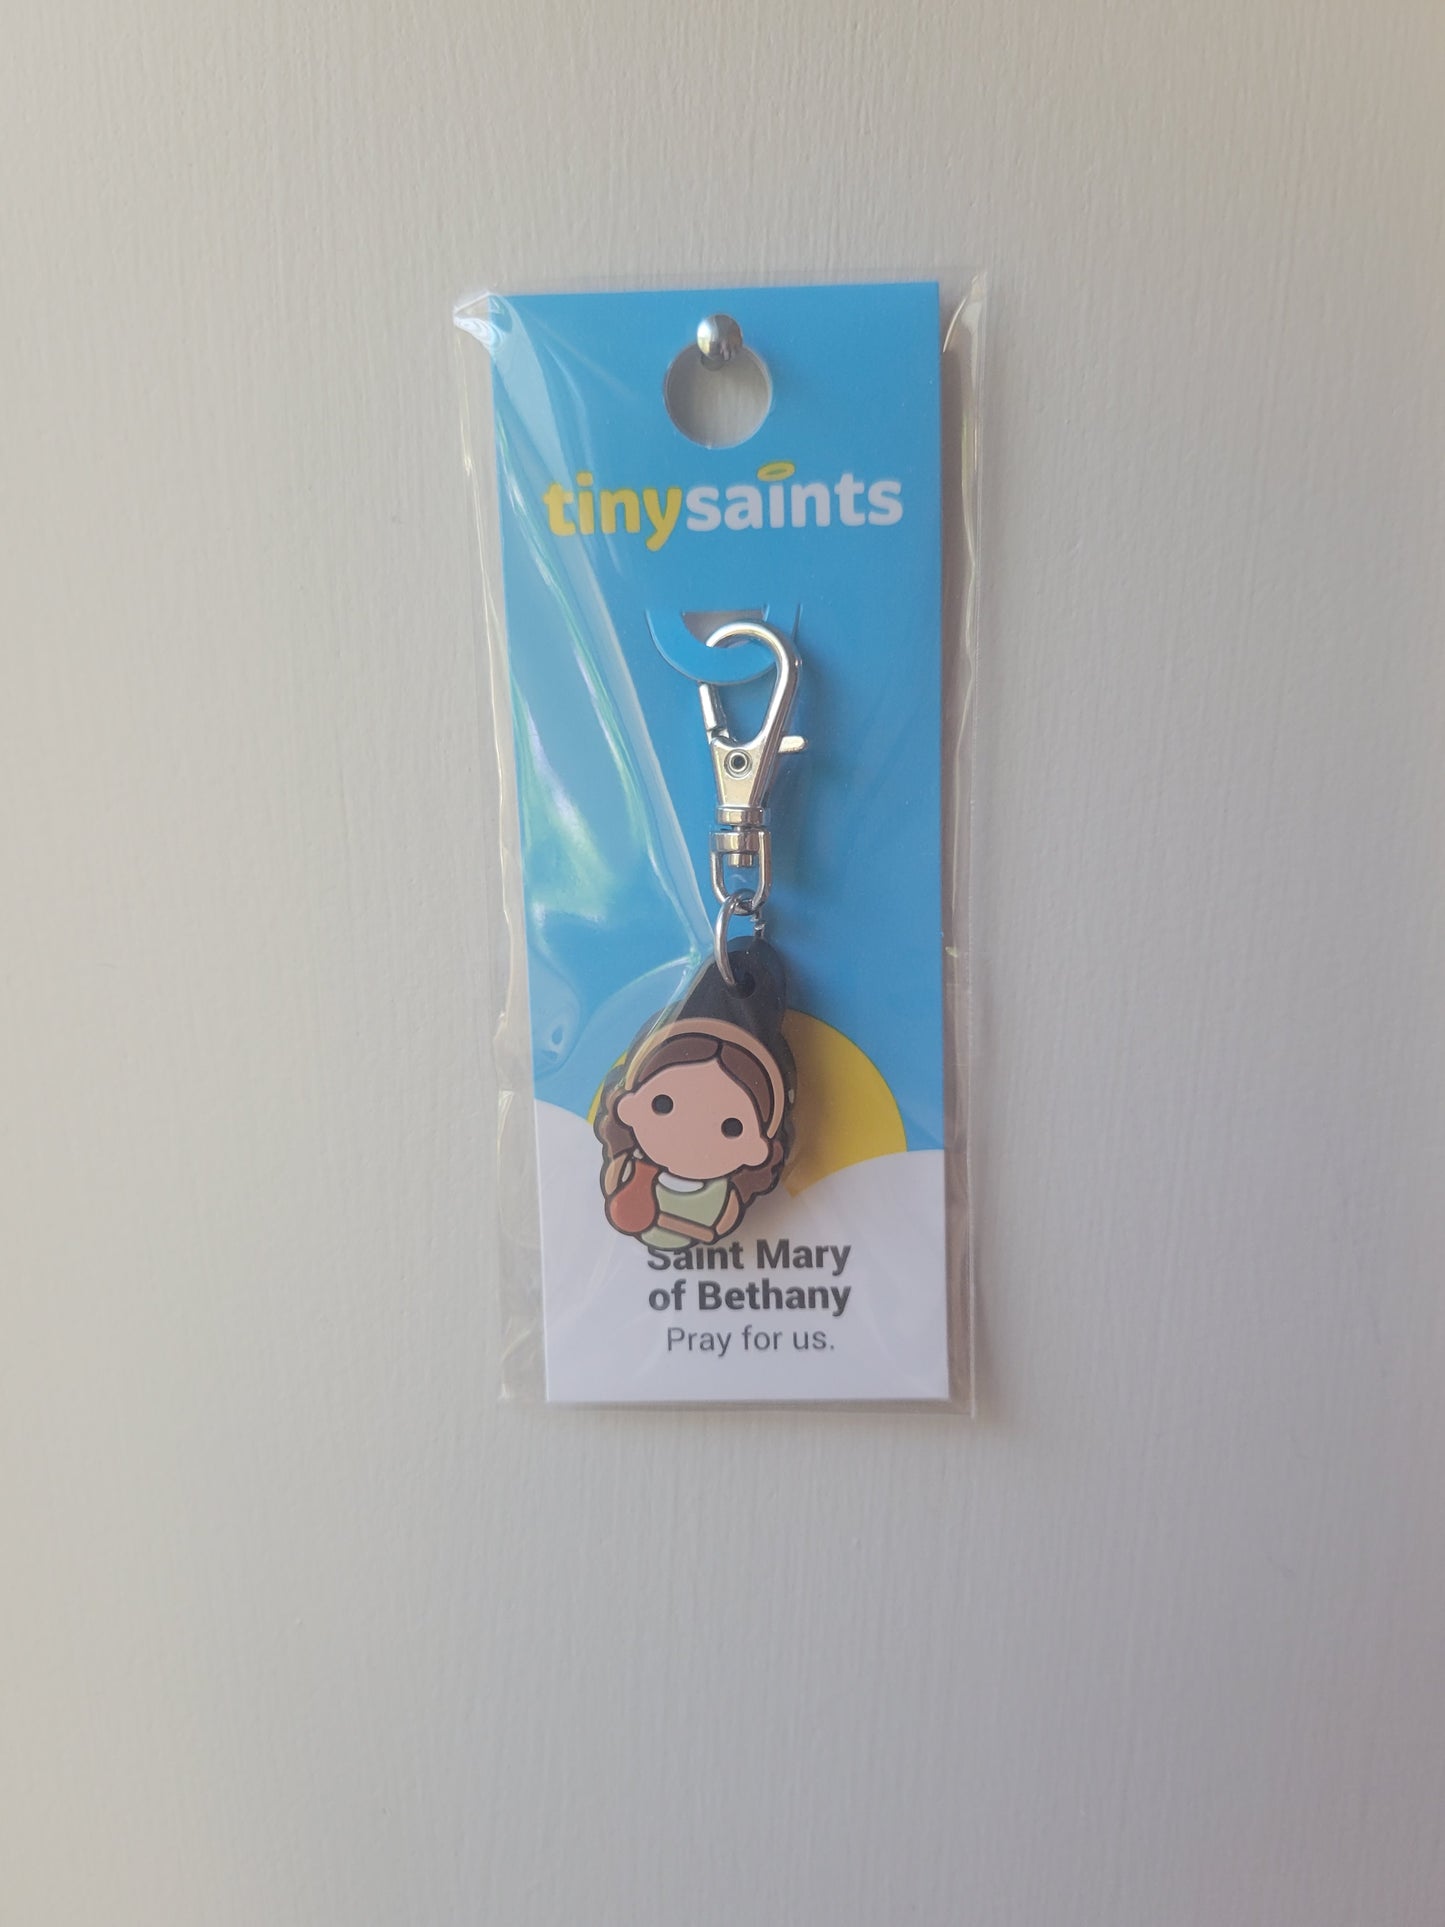 tinysaints
Saint Mary
of Bethany
Pray for us.